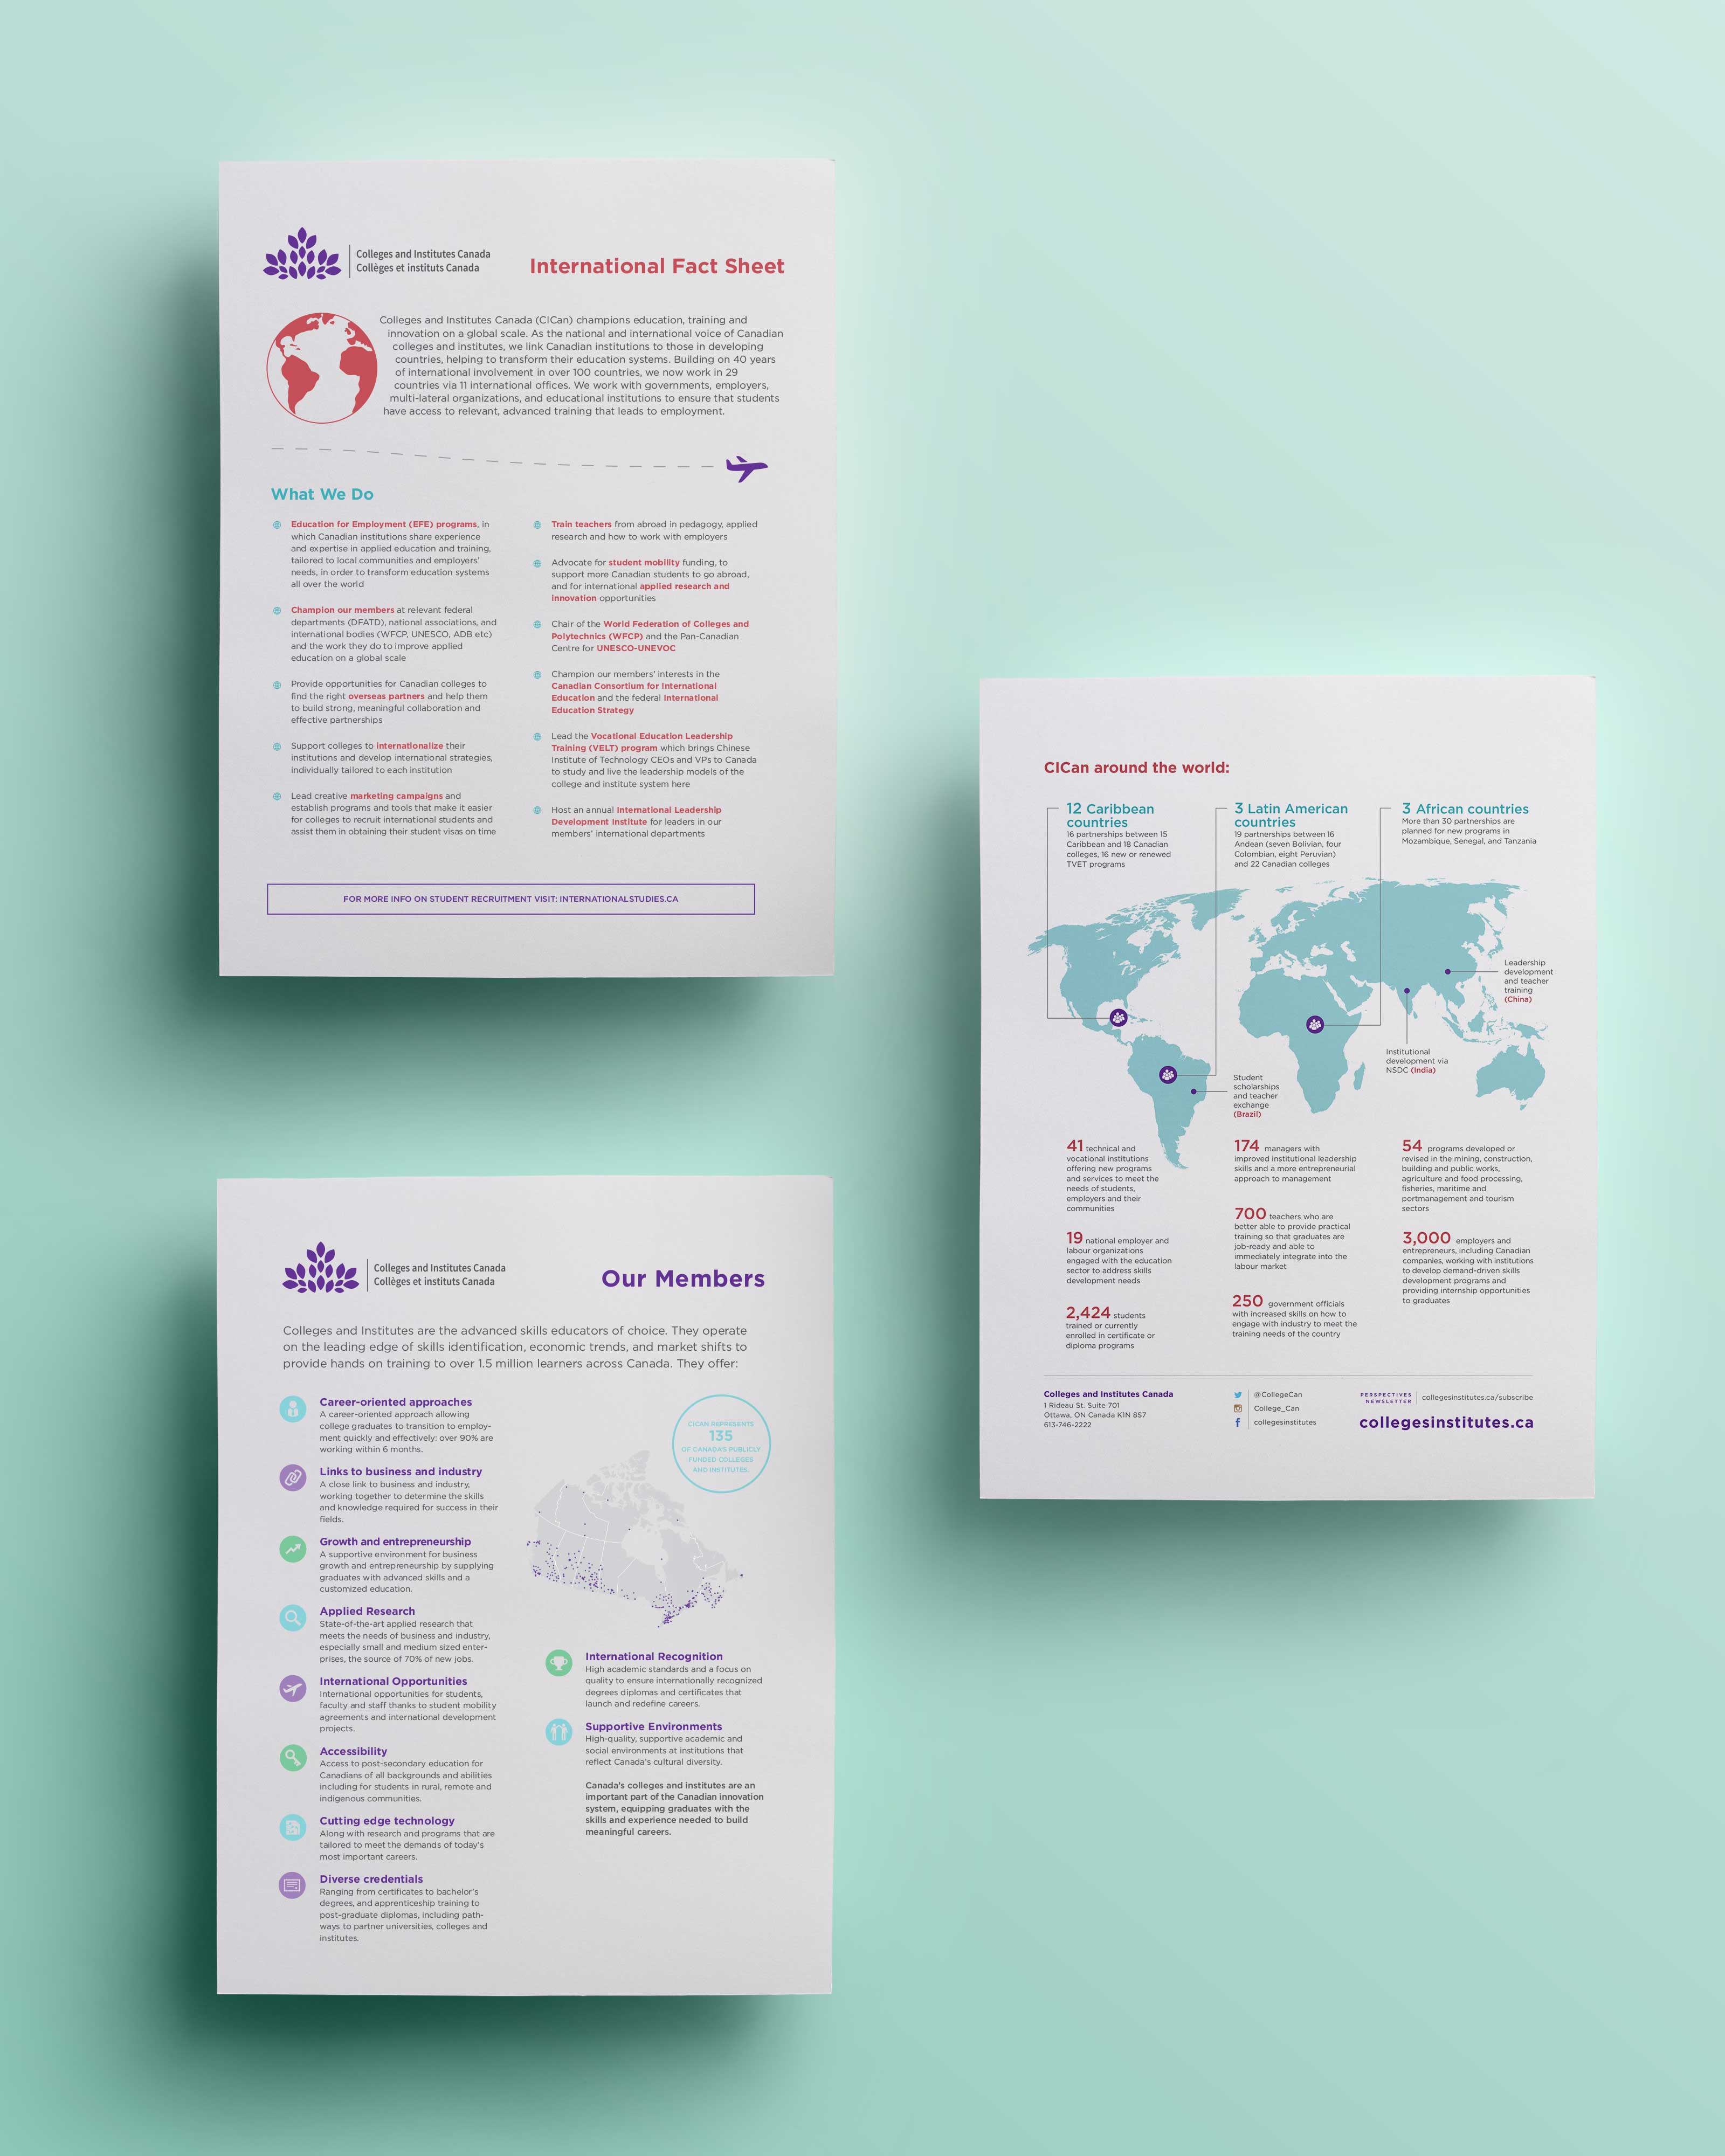 Colleges and Institutes Canada
Collèges et instituts Canada
International Fact Sheet
Colleges and Institutes Canada (CICan) champions education, training and
innovation on a global scale. As the national and international voice of Canadian
colleges and institutes, we link Canadian institutions to those in developing
countries, helping to transform their education systems. Building on 40 years
of international involvement in over 100 countries, we now work in 29
countries via 11 international offices. We work with governments, employers,
multi-lateral organizations, and educational institutions to ensure that students
have access to relevant, advanced training that leads to employment.
What We Do
Education for Employment (EFE) programs, in
which Canadian institutions share experience
and expertise in applied education and training,
tailored to local communities and employers'
needs, in order to transform education systems
all over the world
Champion our members at relevant federal
departments (DFATD), national associations, and
international bodies (WFCP, UNESCO, ADB etc)
and the work they do to improve applied
education on a global scale
Provide opportunities for Canadian colleges to
find the right overseas partners and help them
to build strong, meaningful collaboration and
effective partnerships
Support colleges to internationalize their
institutions and develop international strategies,
individually tailored to each institution
Lead creative marketing campaigns and
establish programs and tools that make it easier
for colleges to recruit international students and
assist them in obtaining their student visas on time
Train teachers from abroad in pedagogy, applied
research and how to work with employers
Advocate for student mobility funding, to
support more Canadian students to go abroad,
and for international applied research and
innovation opportunities
Chair of the World Federation of Colleges and
Polytechnics (WFCP) and the Pan-Canadian
Centre for UNESCO-UNEVOC
Champion our members' interests in the
Canadian Consortium for International
Education and the federal International
Education Strategy
Lead the Vocational Education Leadership
Training (VELT) program which brings Chinese
Institute of Technology CEOs and VPs to Canada
to study and live the leadership models of the
college and institute system here
Host an annual International Leadership
Development Institute for leaders in our
members' international departments
FOR MORE INFO ON STUDENT RECRUITMENT VISIT: INTERNATIONALSTUDIES.CA
CICan around the world:
12 Caribbean
countries
16 partnerships between 15
Caribbean and 18 Canadian
colleges, 16 new or renewed
TVET programs
3 Latin American
countries
19 partnerships between 16
Andean (seven Bolivian, four
Colombian, eight Peruvian)
and 22 Canadian colleges
3 African countries
More than 30 partnerships are
planned for new programs in
Mozambique, Senegal, and Tanzania
Leadership
development
and teacher
training
(China)
Institutional
development via
NSDC (India)
Student
scholarships
and teacher
exchange
(Brazil)
41 technical and
vocational institutions
offering new programs
and services to meet the
needs of students,
employers and their
communities
19 national employer and
labour organizations
engaged with the education
sector to address skills
development needs
2,424 students
trained or currently
enrolled in certificate or
diploma programs
174 managers with
improved institutional leadership
skills and a more entrepreneurial
approach to management
700 teachers who are
better able to provide practical
training so that graduates are
job-ready and able to
immediately integrate into the
labour market
250 government officials
with increased skills on how to
engage with industry to meet the
training needs of the country
54 programs developed or
revised in the mining, construction,
building and public works,
agriculture and food processing,
fisheries, maritime and
portmanagement and tourism
sectors
3,000 employers and
entrepreneurs, including Canadian
companies, working with institutions
to develop demand-driven skills
development programs and
providing internship opportunities
to graduates
Colleges and Institutes Canada
1 Rideau St. Suite 701
Ottawa, ON Canada K1N 8S7
613-746-2222
@CollegeCan
College_Can
collegesinstitutes
PERSPECTIVES
NEWSLETTER
collegesinstitutes.ca/subscribe
collegesinstitutes.ca
Colleges and Institutes Canada
Collèges et instituts Canada
Our Members
Colleges and Institutes are the advanced skills educators of choice. They operate
on the leading edge of skills identification, economic trends, and market shifts to
provide hands on training to over 1.5 million learners across Canada. They offer:
Career-oriented approaches
A career-oriented approach allowing
college graduates to transition to employ-
ment quickly and effectively: over 90% are
working within 6 months.
Links to business and industry
A close link to business and industry,
working together to determine the skills
and knowledge required for success in their
fields.
Growth and entrepreneurship
A supportive environment for business
growth and entrepreneurship by supplying
graduates with advanced skills and a
customized education.
Applied Research
State-of-the-art applied research that
meets the needs of business and industry,
especially small and medium sized enter-
prises, the source of 70% of new jobs.
International Opportunities
International opportunities for students,
faculty and staff thanks to student mobility
agreements and international development
projects.
Accessibility
Access to post-secondary education for
Canadians of all backgrounds and abilities
including for students in rural, remote and
indigenous communities.
Cutting edge technology
Along with research and programs that are
tailored to meet the demands of today's
most important careers.
Diverse credentials
Ranging from certificates to bachelor's
degrees, and apprenticeship training to
post-graduate diplomas, including path-
ways to partner universities, colleges and
institutes.
CICAN REPRESENTS
135
OF CANADA'S PUBLICLY
FUNDED COLLEGES
AND INSTITUTES.
International Recognition
High academic standards and a focus on
quality to ensure internationally recognized
degrees diplomas and certificates that
launch and redefine careers.
Supportive Environments
High-quality, supportive academic and
social environments at institutions that
reflect Canada's cultural diversity.
Canada's colleges and institutes are an
important part of the Canadian innovation
system, equipping graduates with the
skills and experience needed to build
meaningful careers.